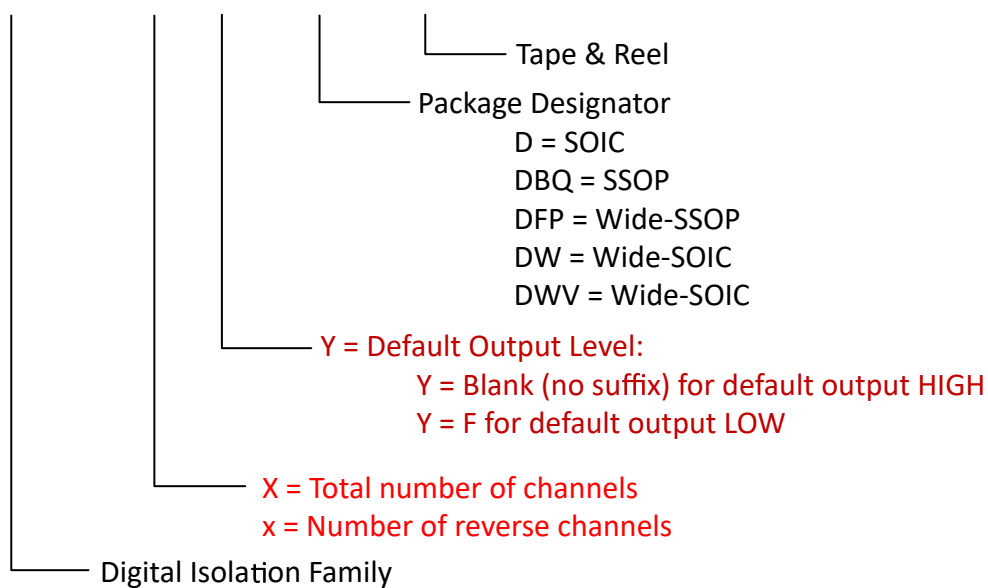 Tape & Reel
Package Designator
D = SOIC
DBQ = SSOP
DFP = Wide-SSOP
DW = Wide-SOIC
DWV = Wide-SOIC
Y = Default Output Level:
Y = Blank (no suffix) for default output HIGH
Y = F for default output LOW
X = Total number of channels
x = Number of reverse channels
Digital Isolation Family